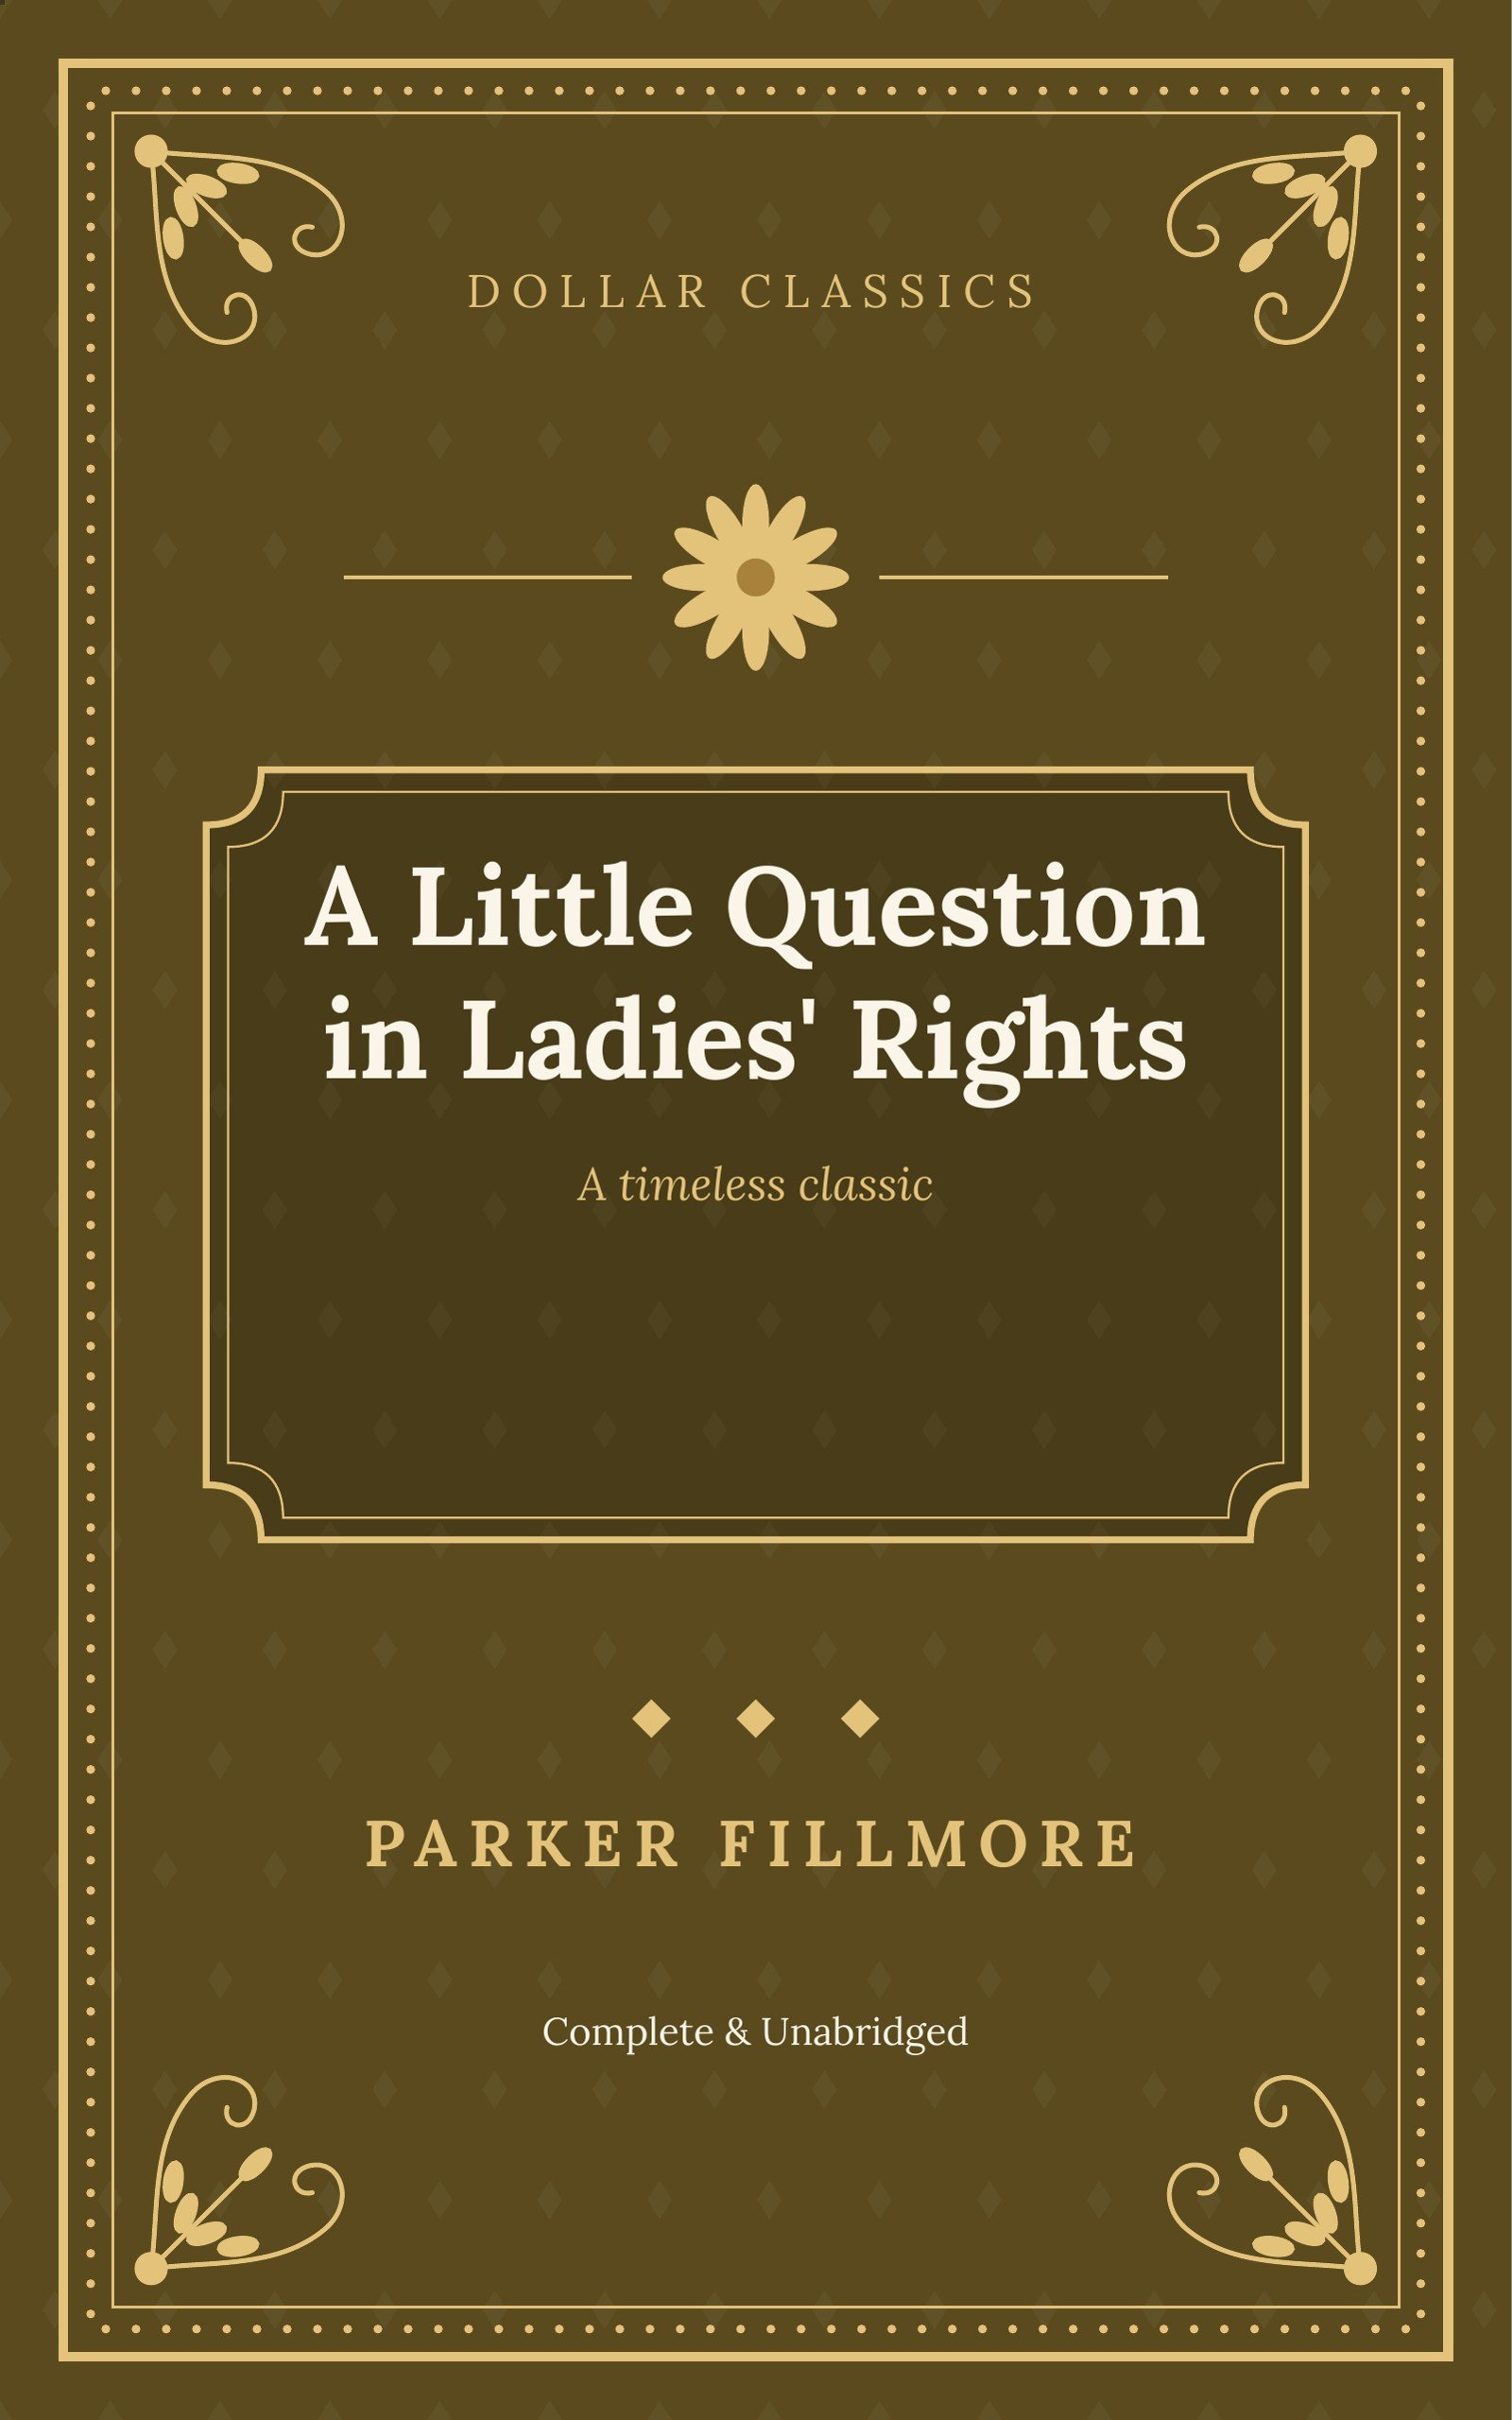 DOLLAR CLASSICS
A Little Question
in Ladies' Rights
A timeless classic
PARKER FILLMORE
Complete & Unabridged